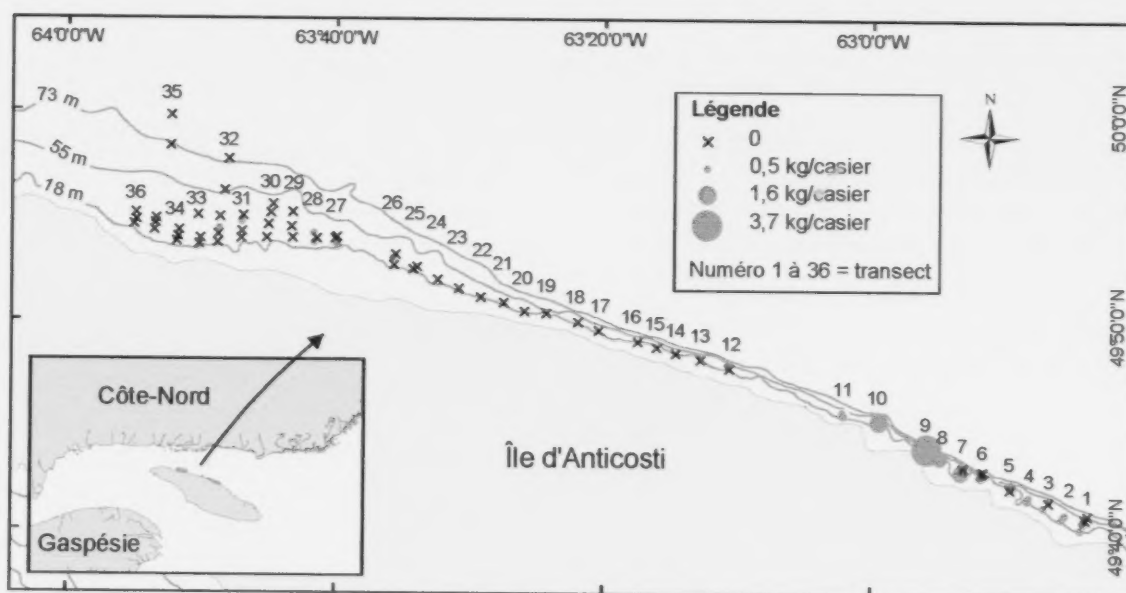 64°0'0"W
63°40'0"W
63°20'0"W
63°0'0"W
73 m
55 m
18 m
35
32
36
34
33
31
30
29
28
27
26
25
24
23
22
21
20
19
18
17
16
15
14
13
12
11
10
9
8
7
6
5
4
3
2
1
Légende
0
0,5 kg/casier
1,6 kg/casier
3,7 kg/casier
Numéro 1 à 36 = transect
N
50°0'0"N
49°50'0"N
49°40'0"N
Île d'Anticosti
Côte-Nord
Gaspésie